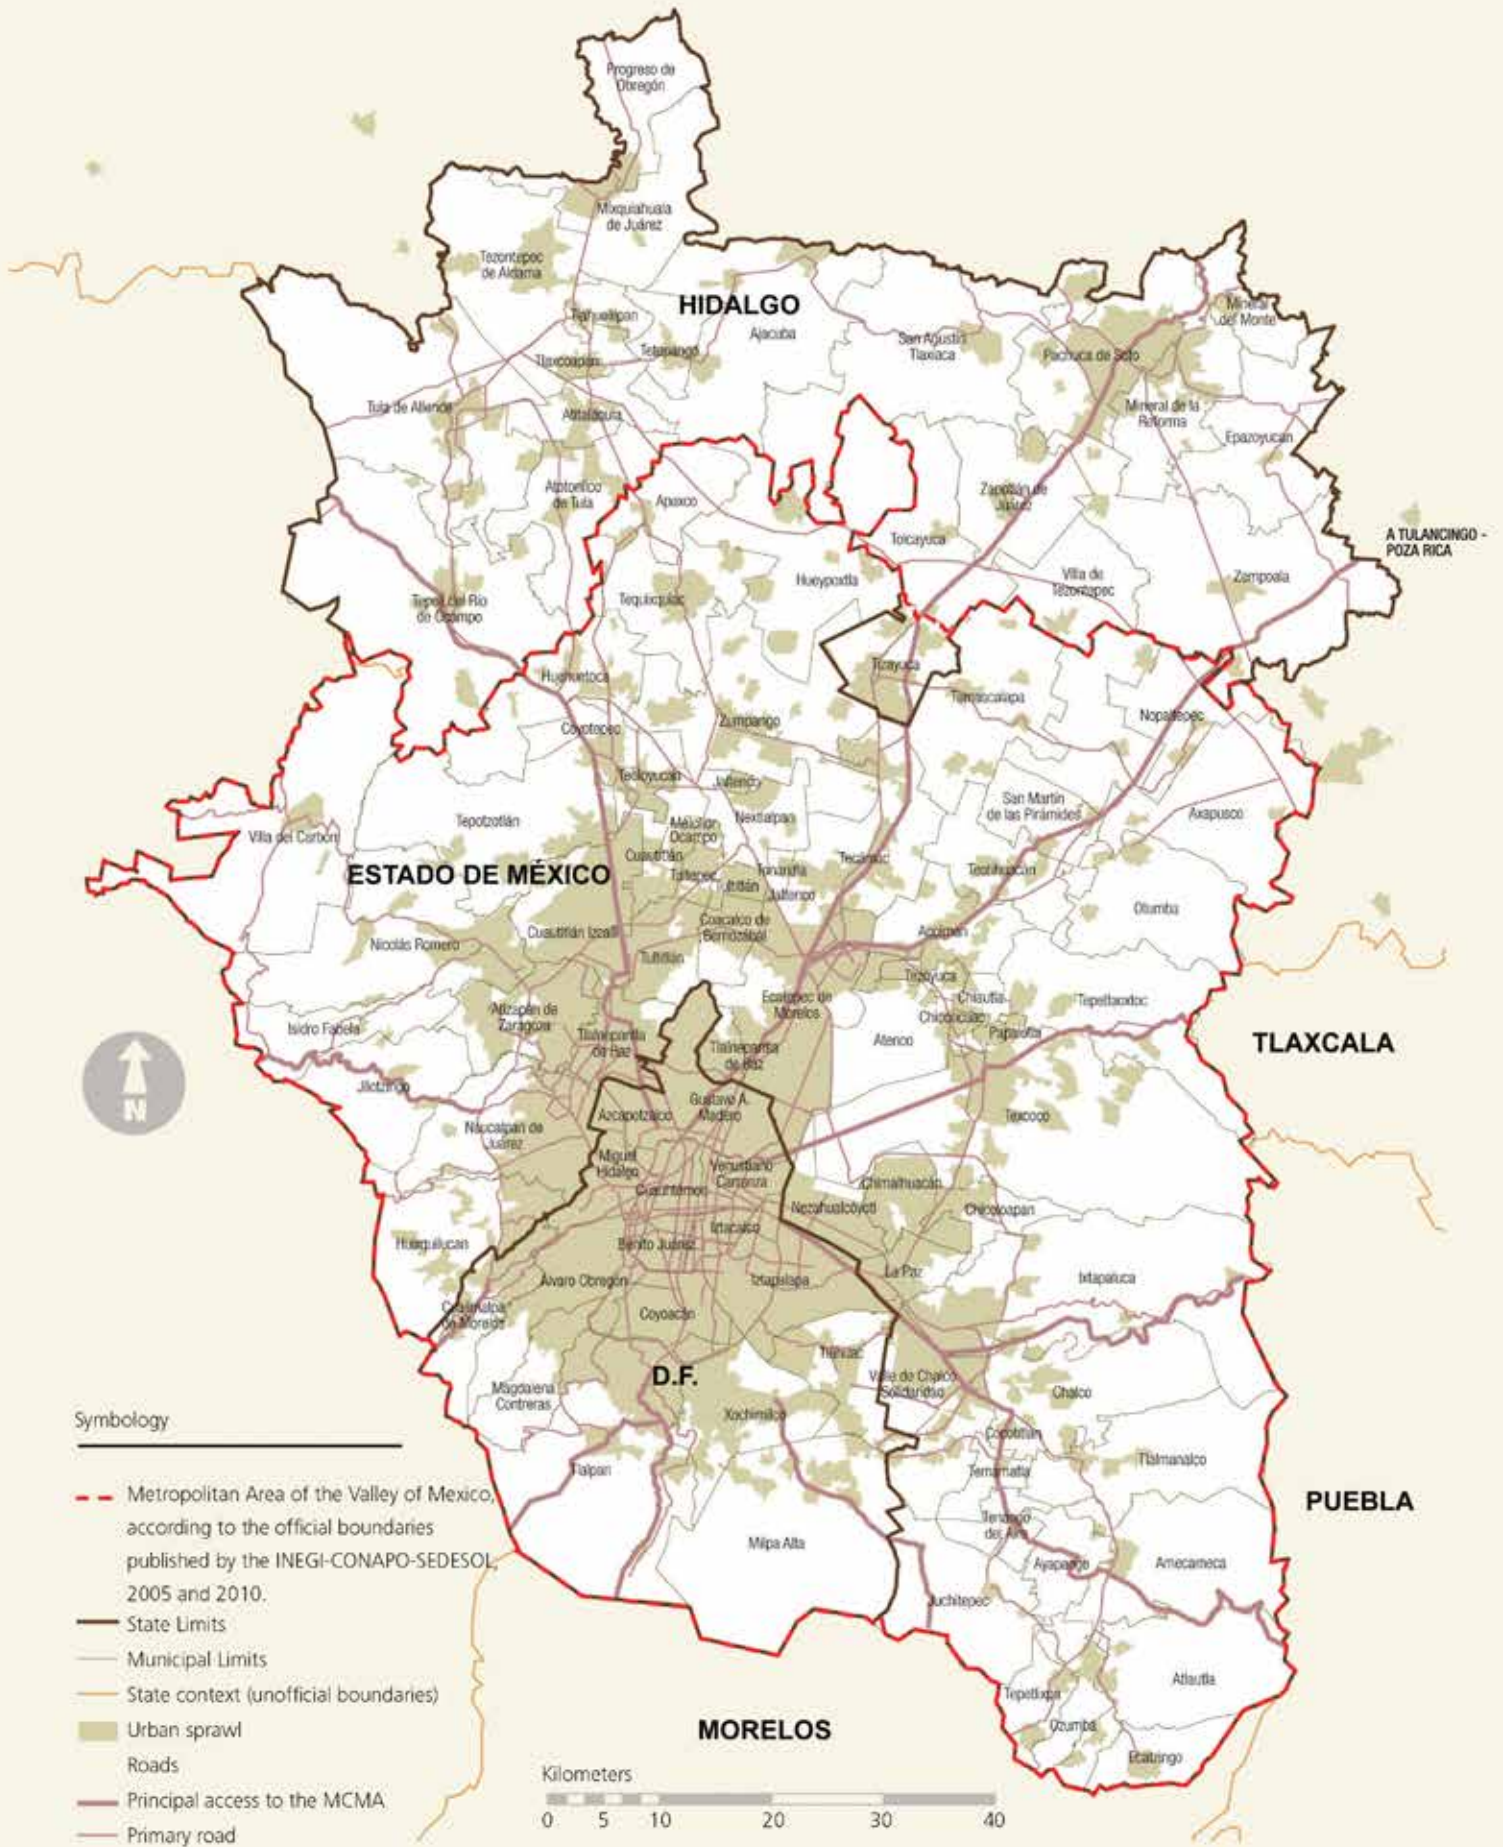 Progreso de
Obregón
Mixquiahuala
de Juárez
Tezontepec
de Aldama
HIDALGO
Mineral
del Monte
Tlahuelilpan
Ajacuba
San Agustín
Tlaxiaca
Pachuca de Soto
Tlaxcoapan
Tetepango
Tula de Allende
Atitalaquia
Mineral de la
Reforma
Epazoyucan
Atotonilco
de Tula
Apaxco
Zapotlán de
Juárez
Tolcayuca
A TULANCINGO -
POZA RICA
Hueypoxtla
Villa de
Tezontepec
Zempoala
Tepeji del Río
de Ocampo
Tequixquiac
Tizayuca
Huehuetoca
Temascalapa
Nopaltepec
Coyotepec
Zumpango
Teoloyucan
Jaltenco
San Martín
de las Pirámides
Axapusco
Villa del Carbón
Tepotzotlán
Melchor
Ocampo
Nextlalpan
Cuautitlán
Tecámac
Teotihuacán
ESTADO DE MÉXICO
Tultepec
Tonanitla
Tultitlán
Jaltenco
Otumba
Coacalco de
Berriozábal
Cuautitlán Izcalli
Acolman
Nicolás Romero
Tultitlán
Tezoyuca
Ecatepec de
Morelos
Chiautla
Tepetlaoxtoc
Chiconcuac
Atizapán de
Zaragoza
Isidro Fabela
Tlalnepantla
de Baz
Tlalnepantla
de Baz
Atenco
Papalotla
TLAXCALA
Jilotzingo
N
Azcapotzalco
Gustavo A.
Madero
Texcoco
Naucalpan de
Juárez
Miguel
Hidalgo
Venustiano
Carranza
Cuauhtémoc
Chimalhuacán
Nezahualcóyotl
Chicoloapan
Iztacalco
Huixquilucan
Benito Juárez
La Paz
Ixtapaluca
Álvaro Obregón
Iztapalapa
Cuajimalpa
de Morelos
Coyoacán
Tláhuac
D.F.
Valle de Chalco
Solidaridad
Chalco
Magdalena
Contreras
Xochimilco
Cocotitlán
Tlalmanalco
Temamatla
Tlalpan
Tenango
del Aire
PUEBLA
Milpa Alta
Ayapango
Amecameca
Juchitepec
Atlautla
Tepetlixpa
Ozumba
Ecatzingo
MORELOS
Symbology
Metropolitan Area of the Valley of Mexico,
according to the official boundaries
published by the INEGI-CONAPO-SEDESOL,
2005 and 2010.
State Limits
Municipal Limits
State context (unofficial boundaries)
Urban sprawl
Roads
Principal access to the MCMA
Primary road
Kilometers
0 5 10 20 30 40